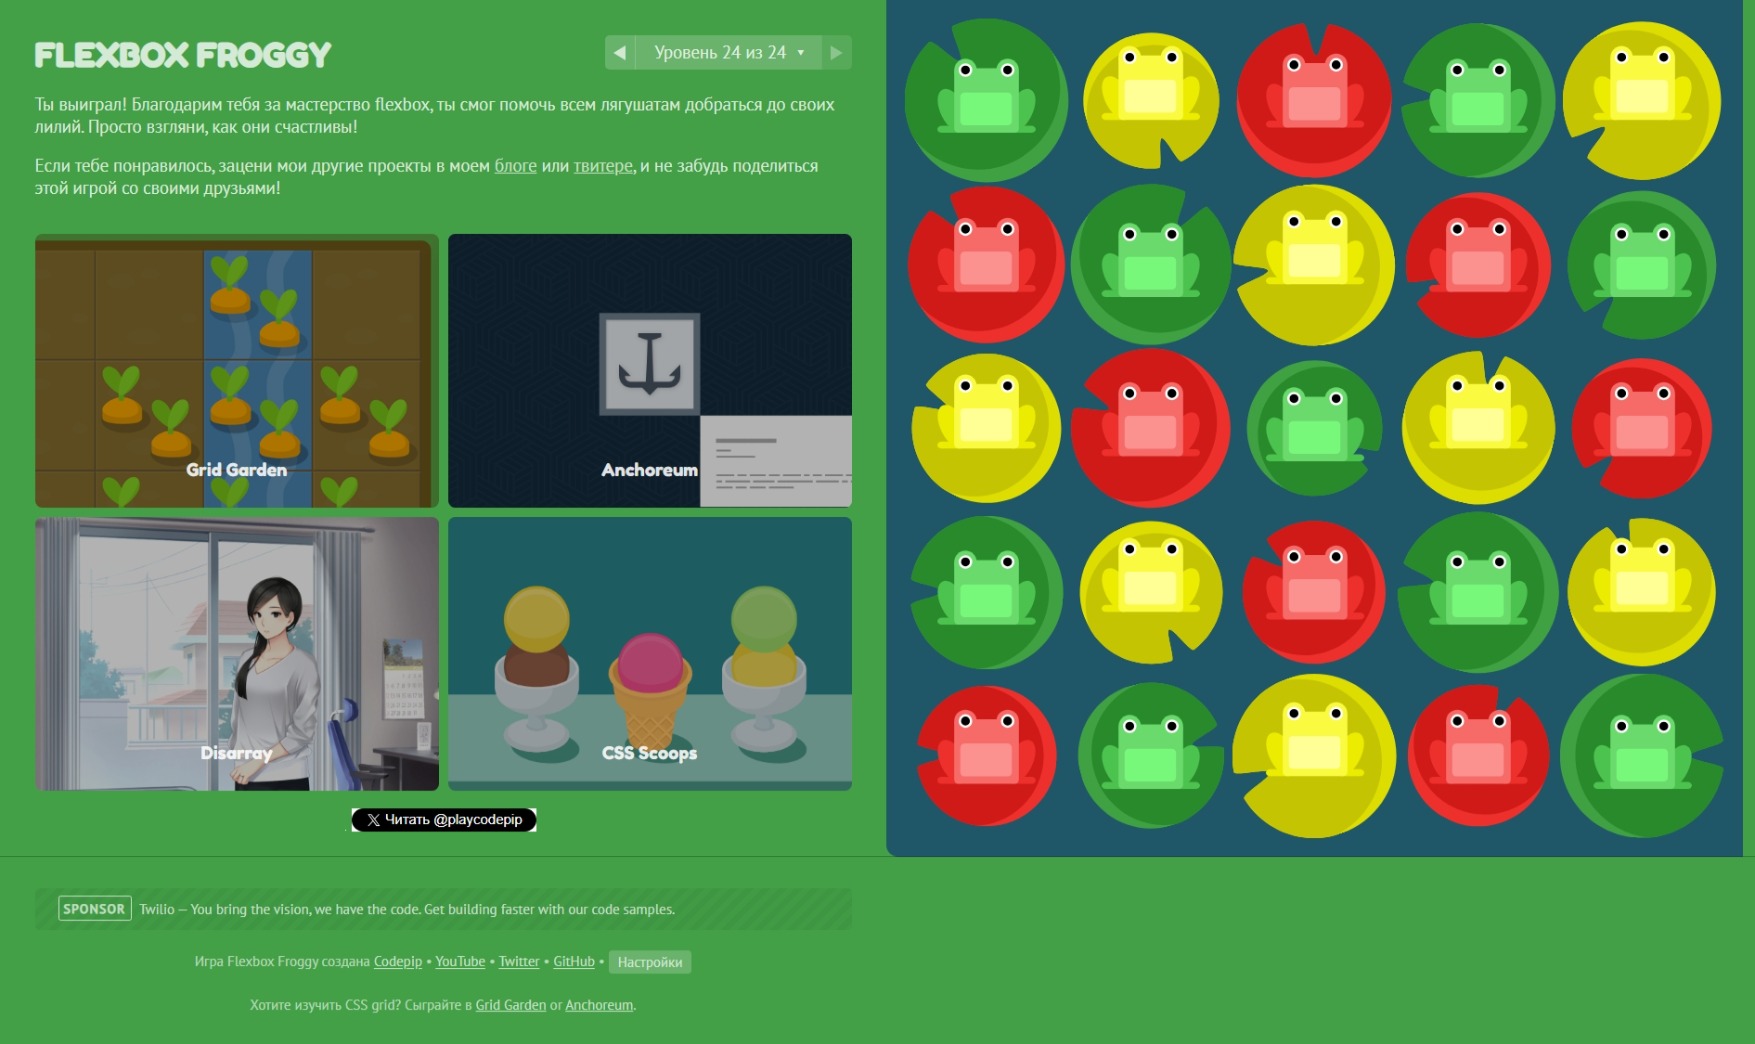 FLEXBOX FROGGY
Уровень 24 из 24
Ты выиграл! Благодарим тебя за мастерство flexbox, ты смог помочь всем лягушатам добраться до своих
лилий. Просто взгляни, как они счастливы!
Если тебе понравилось, зацени мои другие проекты в моем блоге или твитере, и не забудь поделиться
этой игрой со своими друзьями!
Grid Garden
Anchoreum
Disarray
CSS Scoops
Читать @playcodepip
SPONSOR Twilio — You bring the vision, we have the code. Get building faster with our code samples.
Игра Flexbox Froggy создана Codepip • YouTube • Twitter • GitHub • Настройки
Хотите изучить CSS grid? Сыграйте в Grid Garden or Anchoreum.